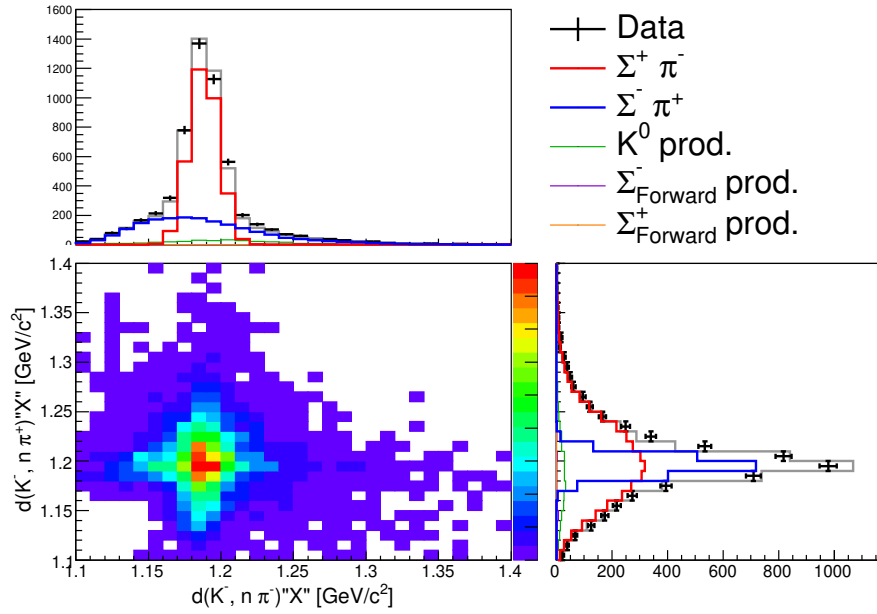 1600
1400
1200
1000
800
600
400
200
0
Data
Σ⁺ π⁻
Σ⁻ π⁺
K⁰ prod.
Σ⁻Forward prod.
Σ⁺Forward prod.
1.4
1.35
1.3
1.25
1.2
1.15
1.1
d(K⁻, n π⁺)"X" [GeV/c²]
1.1 1.15 1.2 1.25 1.3 1.35 1.4
d(K⁻, n π⁻)"X" [GeV/c²]
0 200 400 600 800 1000